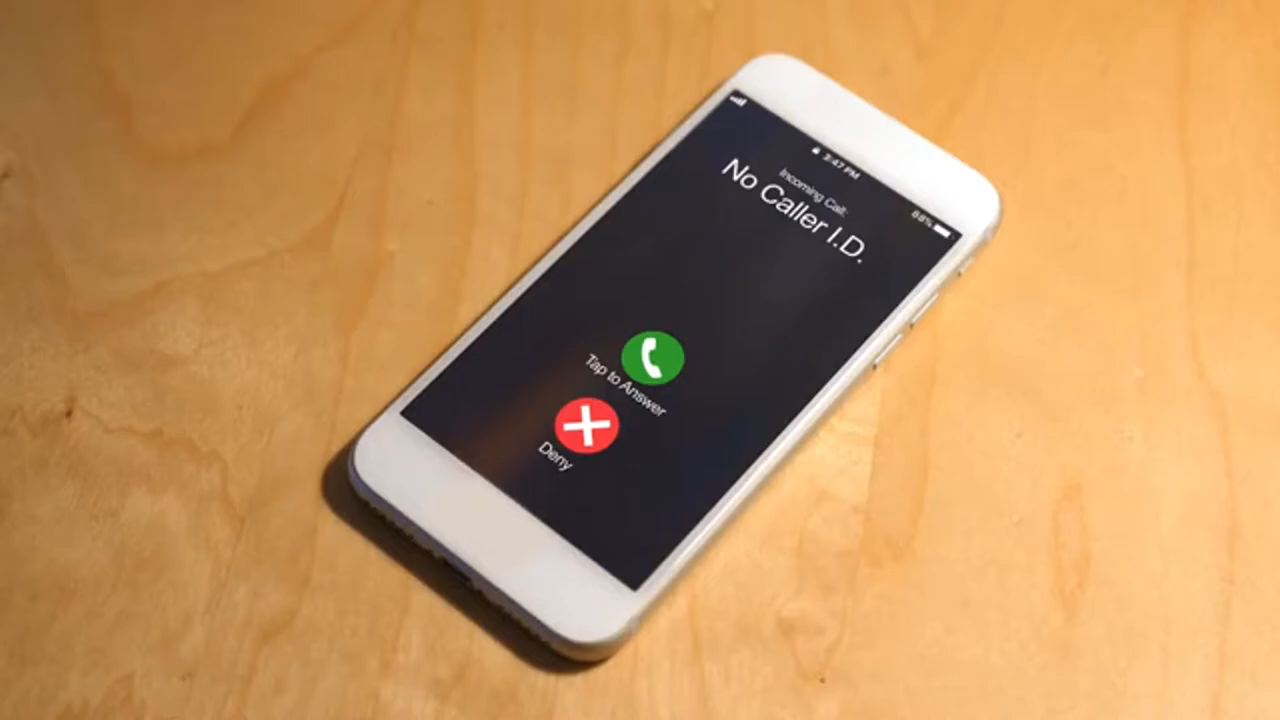 3:47 PM
88%
Incoming Call:
No Caller I.D.
Tap to Answer
Deny